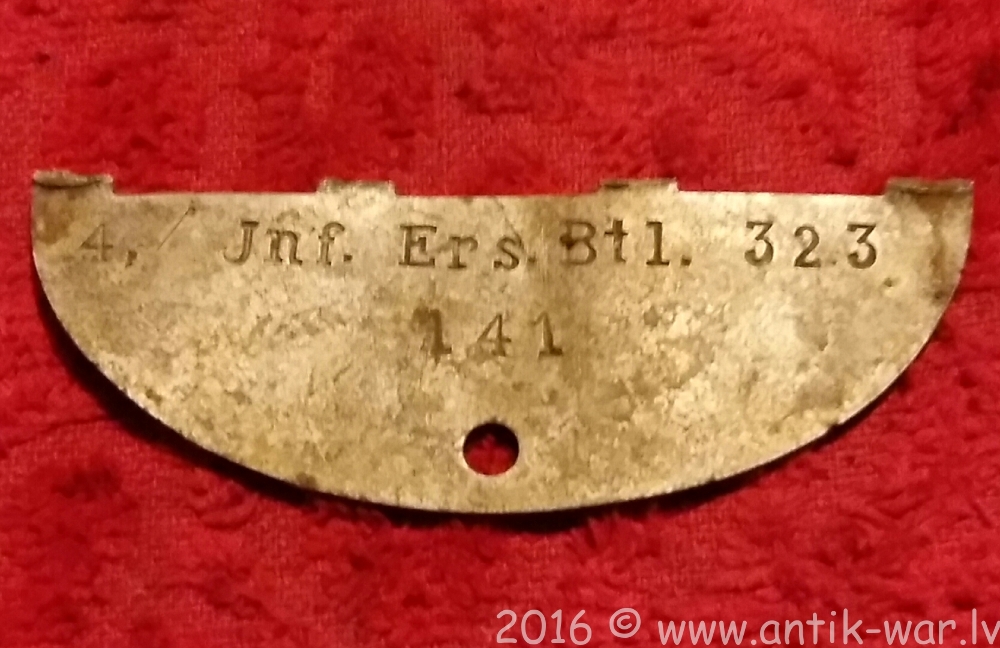 4./ Jnf. Ers. Btl. 323
141
2016 © www.antik-war.lv